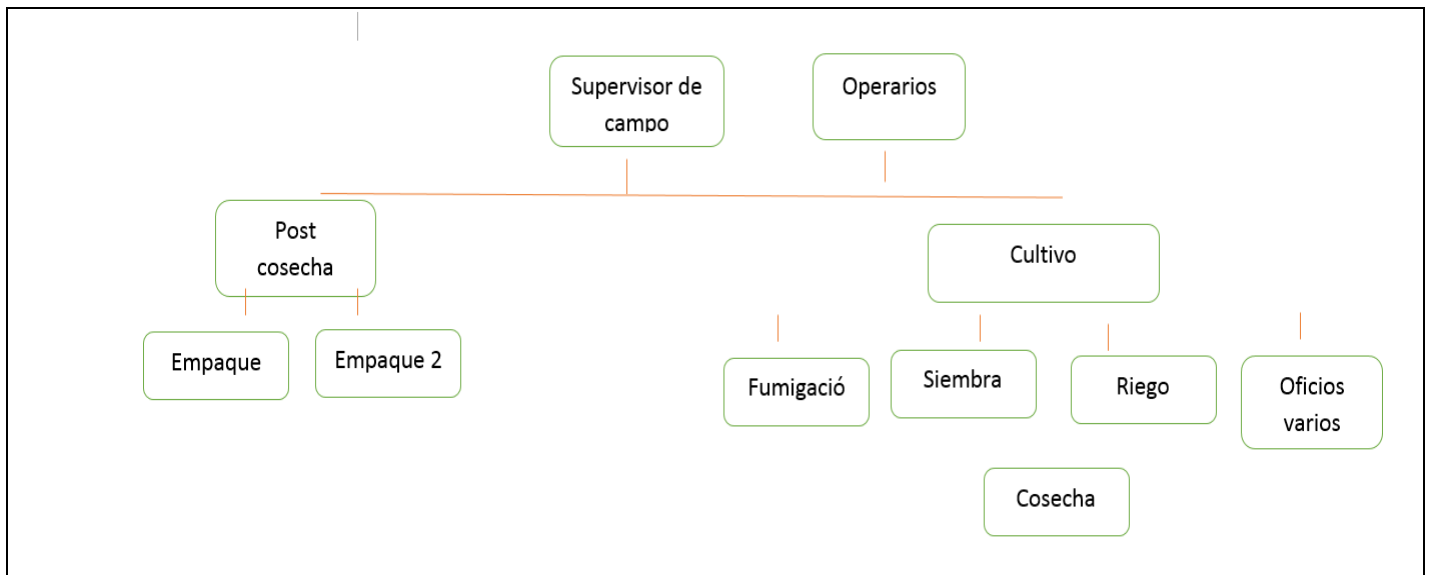 Supervisor de
campo
Operarios
Post
cosecha
Cultivo
Empaque
Empaque 2
Fumigació
Siembra
Riego
Oficios
varios
Cosecha